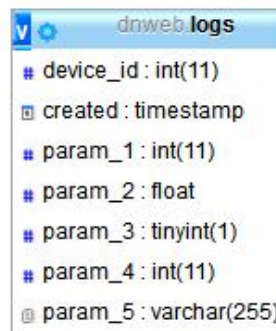 v dnweb.logs
device_id : int(11)
created : timestamp
param_1 : int(11)
param_2 : float
param_3 : tinyint(1)
param_4 : int(11)
param_5 : varchar(255)